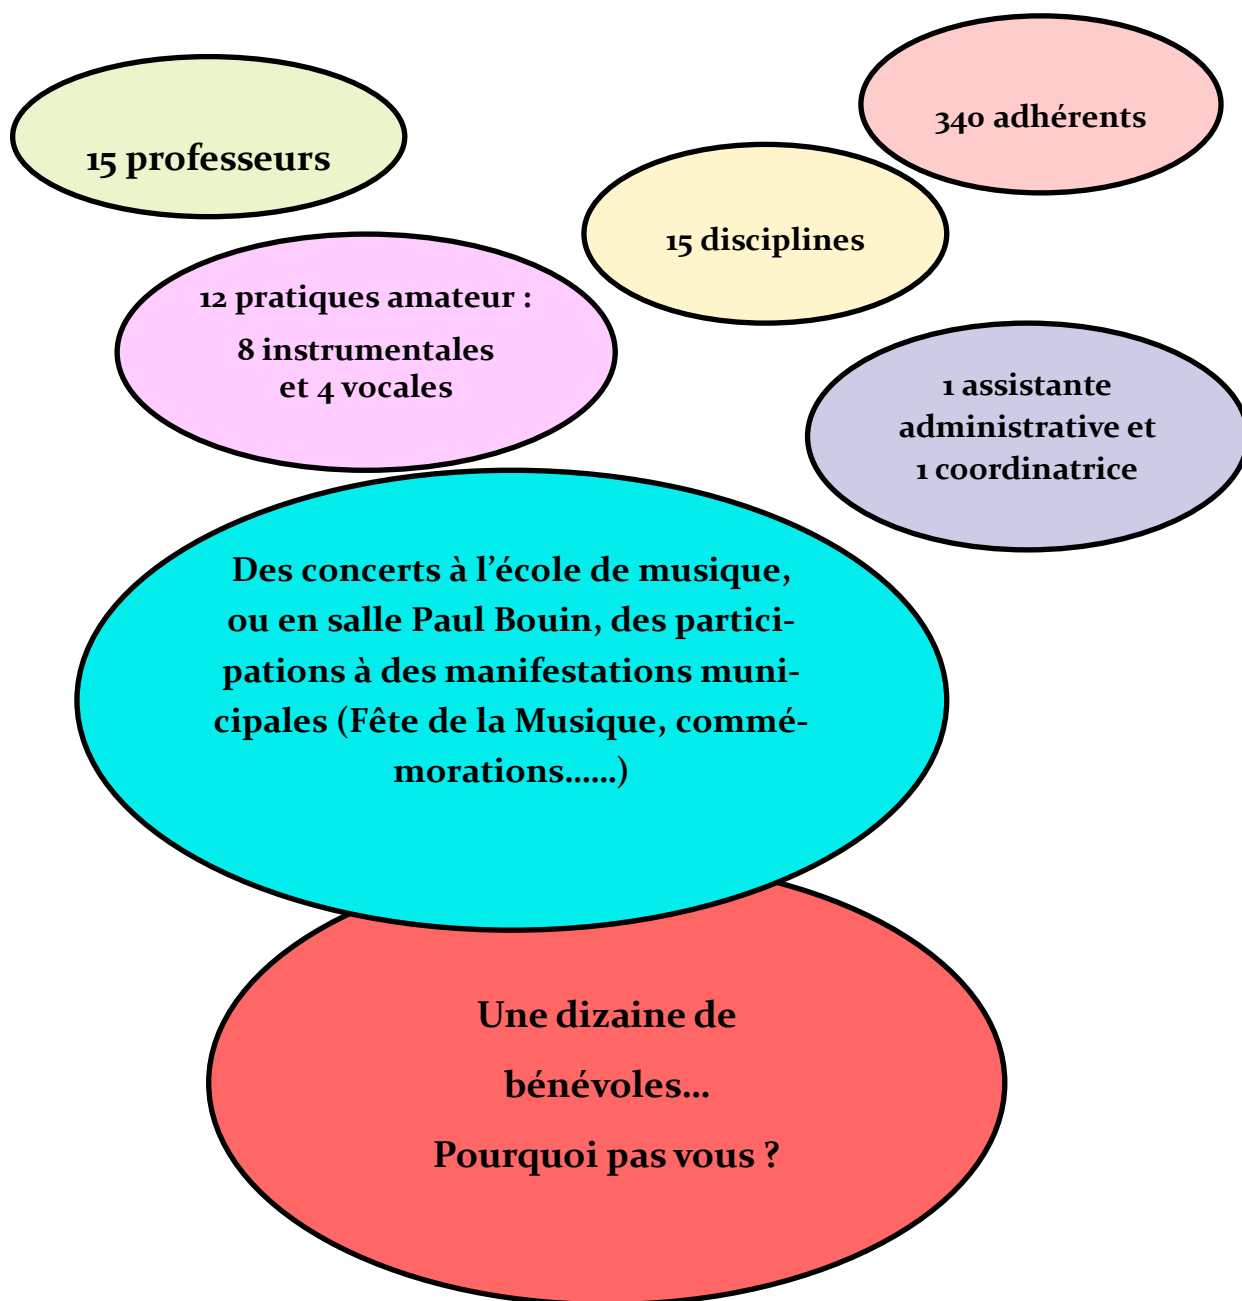 340 adhérents
15 professeurs
15 disciplines
12 pratiques amateur :
8 instrumentales
et 4 vocales
1 assistante
administrative et
1 coordinatrice
Des concerts à l’école de musique,
ou en salle Paul Bouin, des partici-
pations à des manifestations muni-
cipales (Fête de la Musique, commé-
morations......)
Une dizaine de
bénévoles...
Pourquoi pas vous ?